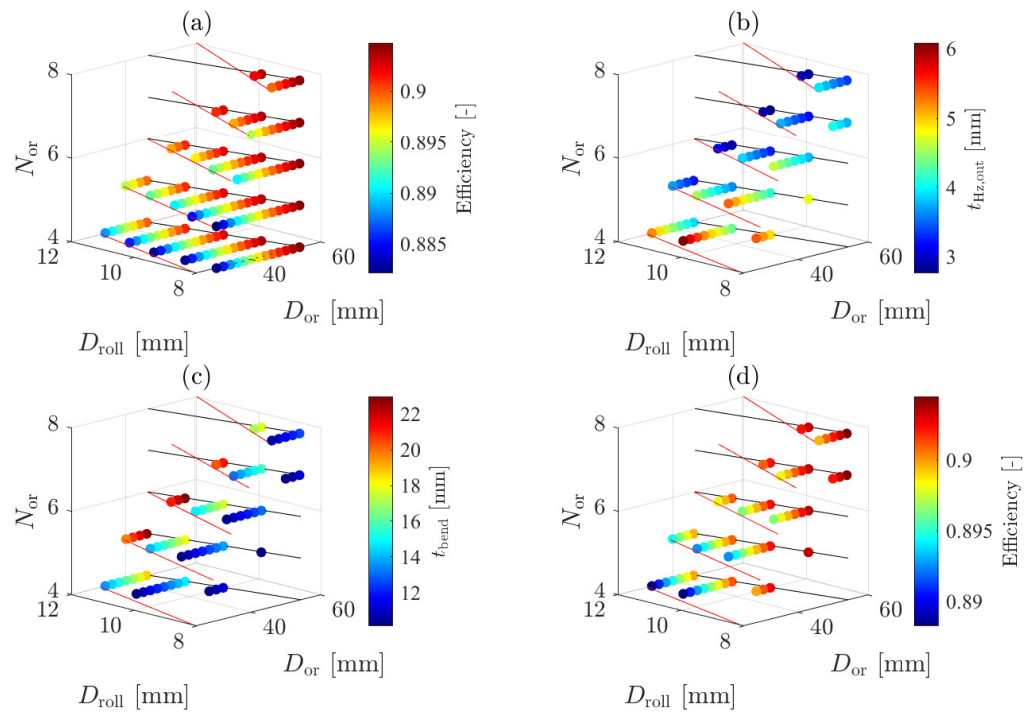 (a)
8
6
4
N_or
12
10
8
D_roll [mm]
40
60
D_or [mm]
0.9
0.895
0.89
0.885
Efficiency [-]
(b)
8
6
4
N_or
12
10
8
D_roll [mm]
40
60
D_or [mm]
6
5
4
3
t_Hz,out [mm]
(c)
8
6
4
N_or
12
10
8
D_roll [mm]
40
60
D_or [mm]
22
20
18
16
14
12
t_bend [mm]
(d)
8
6
4
N_or
12
10
8
D_roll [mm]
40
60
D_or [mm]
0.9
0.895
0.89
Efficiency [-]